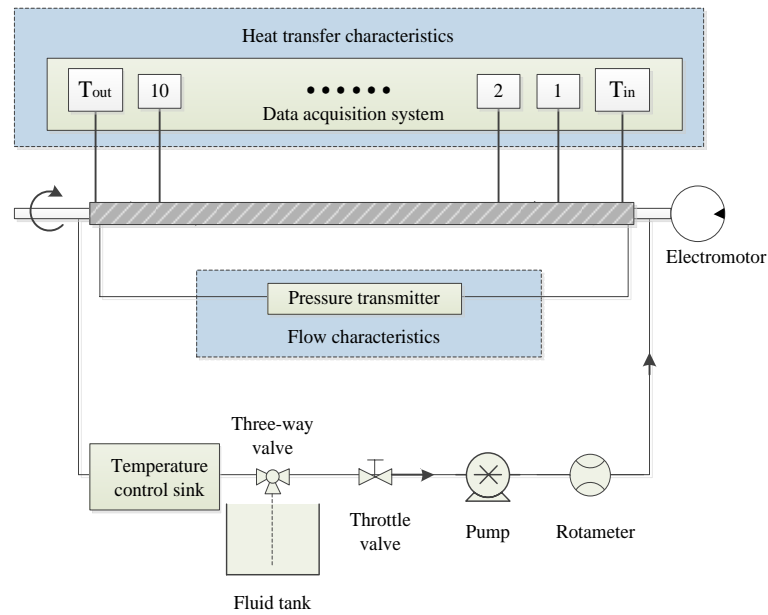 Heat transfer characteristics
Tout
10
2
1
Tin
Data acquisition system
Electromotor
Pressure transmitter
Flow characteristics
Three-way
valve
Temperature
control sink
Throttle
valve
Pump
Rotameter
Fluid tank